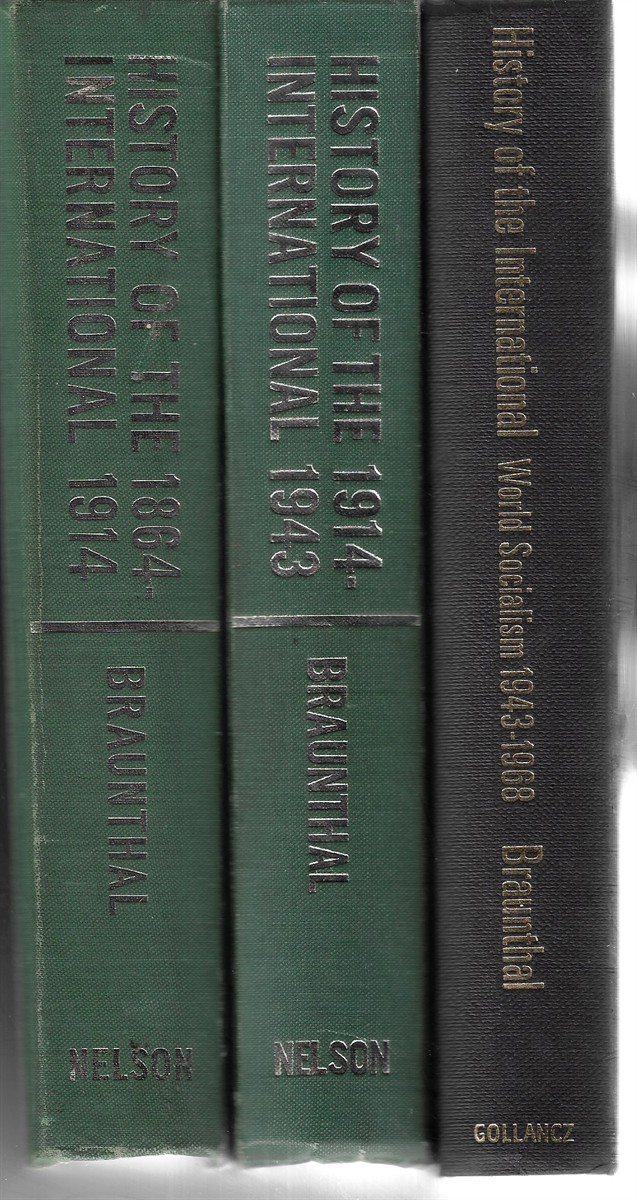 HISTORY OF THE 1864-
INTERNATIONAL 1914
BRAUNTHAL
NELSON
HISTORY OF THE 1914-
INTERNATIONAL 1943
BRAUNTHAL
NELSON
History of the International World Socialism 1943-1968 Braunthal
GOLLANCZ